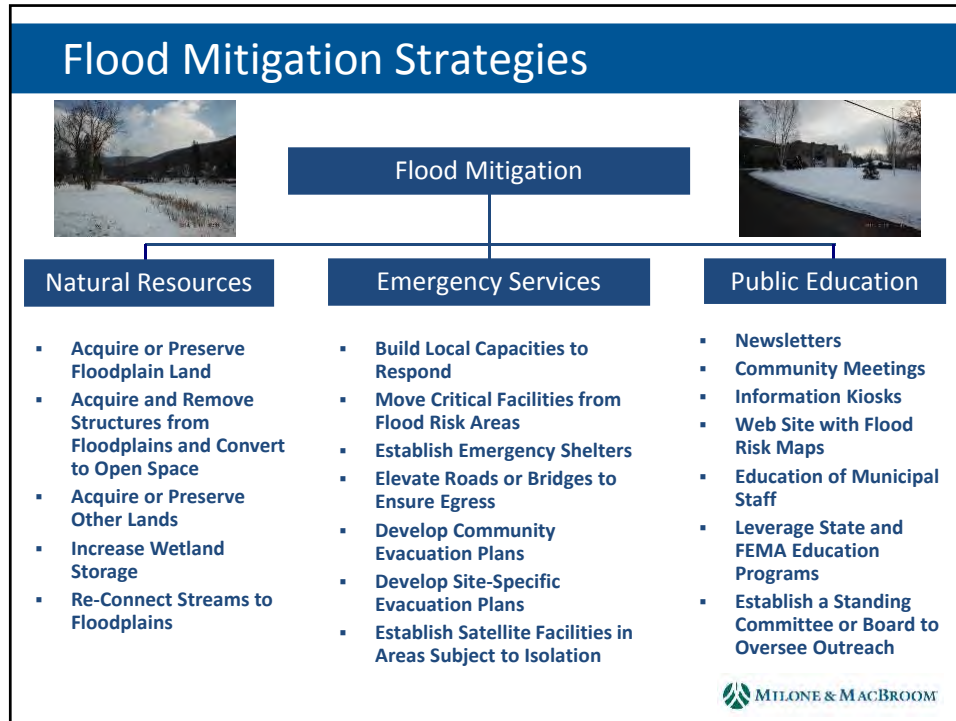 Flood Mitigation Strategies
Flood Mitigation
Natural Resources
▪ Acquire or Preserve
Floodplain Land
▪ Acquire and Remove
Structures from
Floodplains and Convert
to Open Space
▪ Acquire or Preserve
Other Lands
▪ Increase Wetland
Storage
▪ Re-Connect Streams to
Floodplains
Emergency Services
▪ Build Local Capacities to
Respond
▪ Move Critical Facilities from
Flood Risk Areas
▪ Establish Emergency Shelters
▪ Elevate Roads or Bridges to
Ensure Egress
▪ Develop Community
Evacuation Plans
▪ Develop Site-Specific
Evacuation Plans
▪ Establish Satellite Facilities in
Areas Subject to Isolation
Public Education
▪ Newsletters
▪ Community Meetings
▪ Information Kiosks
▪ Web Site with Flood
Risk Maps
▪ Education of Municipal
Staff
▪ Leverage State and
FEMA Education
Programs
▪ Establish a Standing
Committee or Board to
Oversee Outreach
MILONE & MACBROOM